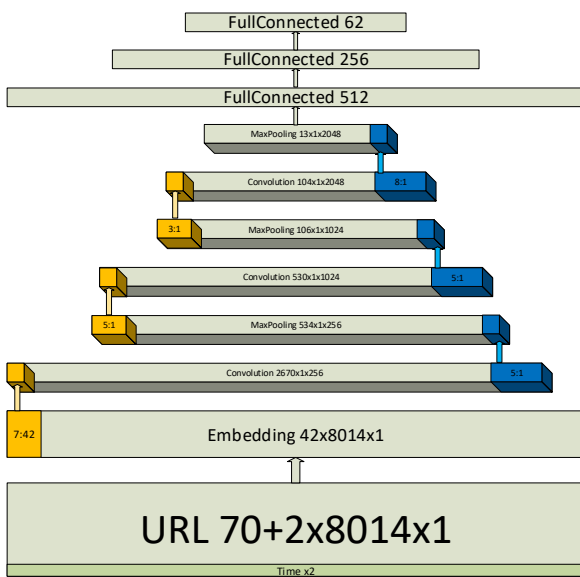 FullConnected 62
FullConnected 256
FullConnected 512
MaxPooling 13x1x2048
Convolution 104x1x2048
8:1
3:1
MaxPooling 106x1x1024
Convolution 530x1x1024
5:1
5:1
MaxPooling 534x1x256
Convolution 2670x1x256
5:1
7:42
Embedding 42x8014x1
URL 70+2x8014x1
Time x2